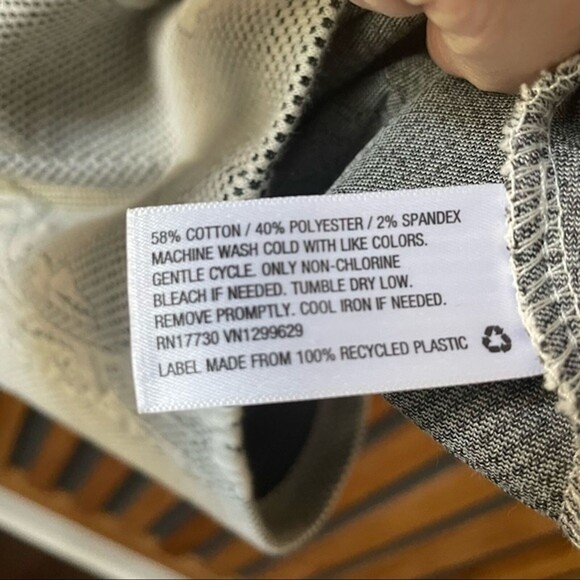 58% COTTON / 40% POLYESTER / 2% SPANDEX
MACHINE WASH COLD WITH LIKE COLORS.
GENTLE CYCLE. ONLY NON-CHLORINE
BLEACH IF NEEDED. TUMBLE DRY LOW.
REMOVE PROMPTLY. COOL IRON IF NEEDED.
RN17730 VN1299629
LABEL MADE FROM 100% RECYCLED PLASTIC